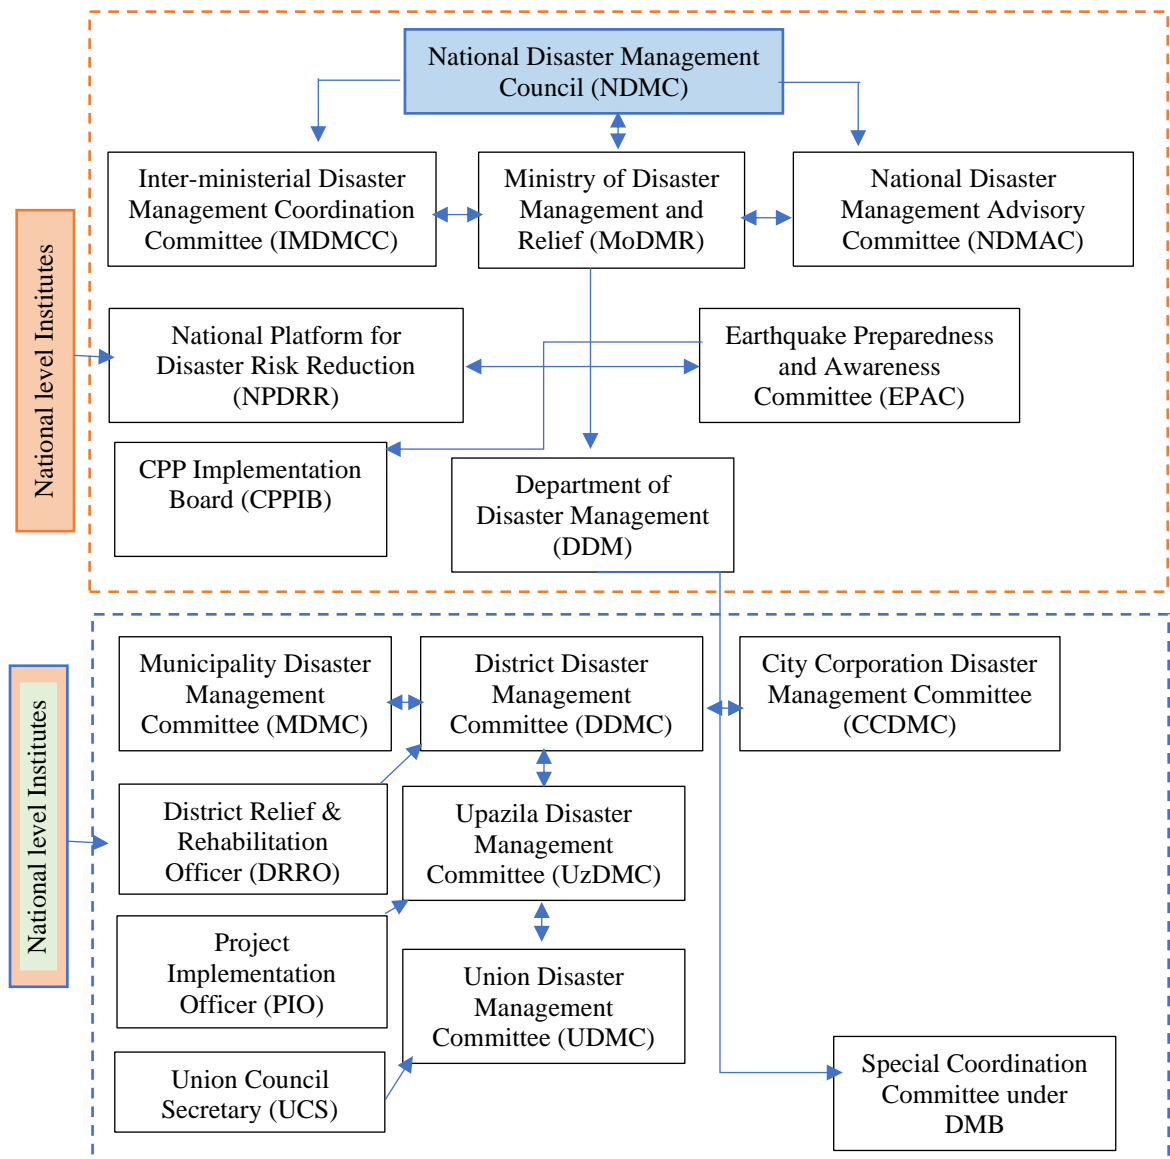 National Disaster Management
Council (NDMC)
Inter-ministerial Disaster
Management Coordination
Committee (IMDMCC)
Ministry of Disaster
Management and
Relief (MoDMR)
National Disaster
Management Advisory
Committee (NDMAC)
National level Institutes
National Platform for
Disaster Risk Reduction
(NPDRR)
Earthquake Preparedness
and Awareness
Committee (EPAC)
CPP Implementation
Board (CPPIB)
Department of
Disaster Management
(DDM)
National level Institutes
Municipality Disaster
Management
Committee (MDMC)
District Disaster
Management
Committee (DDMC)
City Corporation Disaster
Management Committee
(CCDMC)
District Relief &
Rehabilitation
Officer (DRRO)
Upazila Disaster
Management
Committee (UzDMC)
Project
Implementation
Officer (PIO)
Union Disaster
Management
Committee (UDMC)
Union Council
Secretary (UCS)
Special Coordination
Committee under
DMB